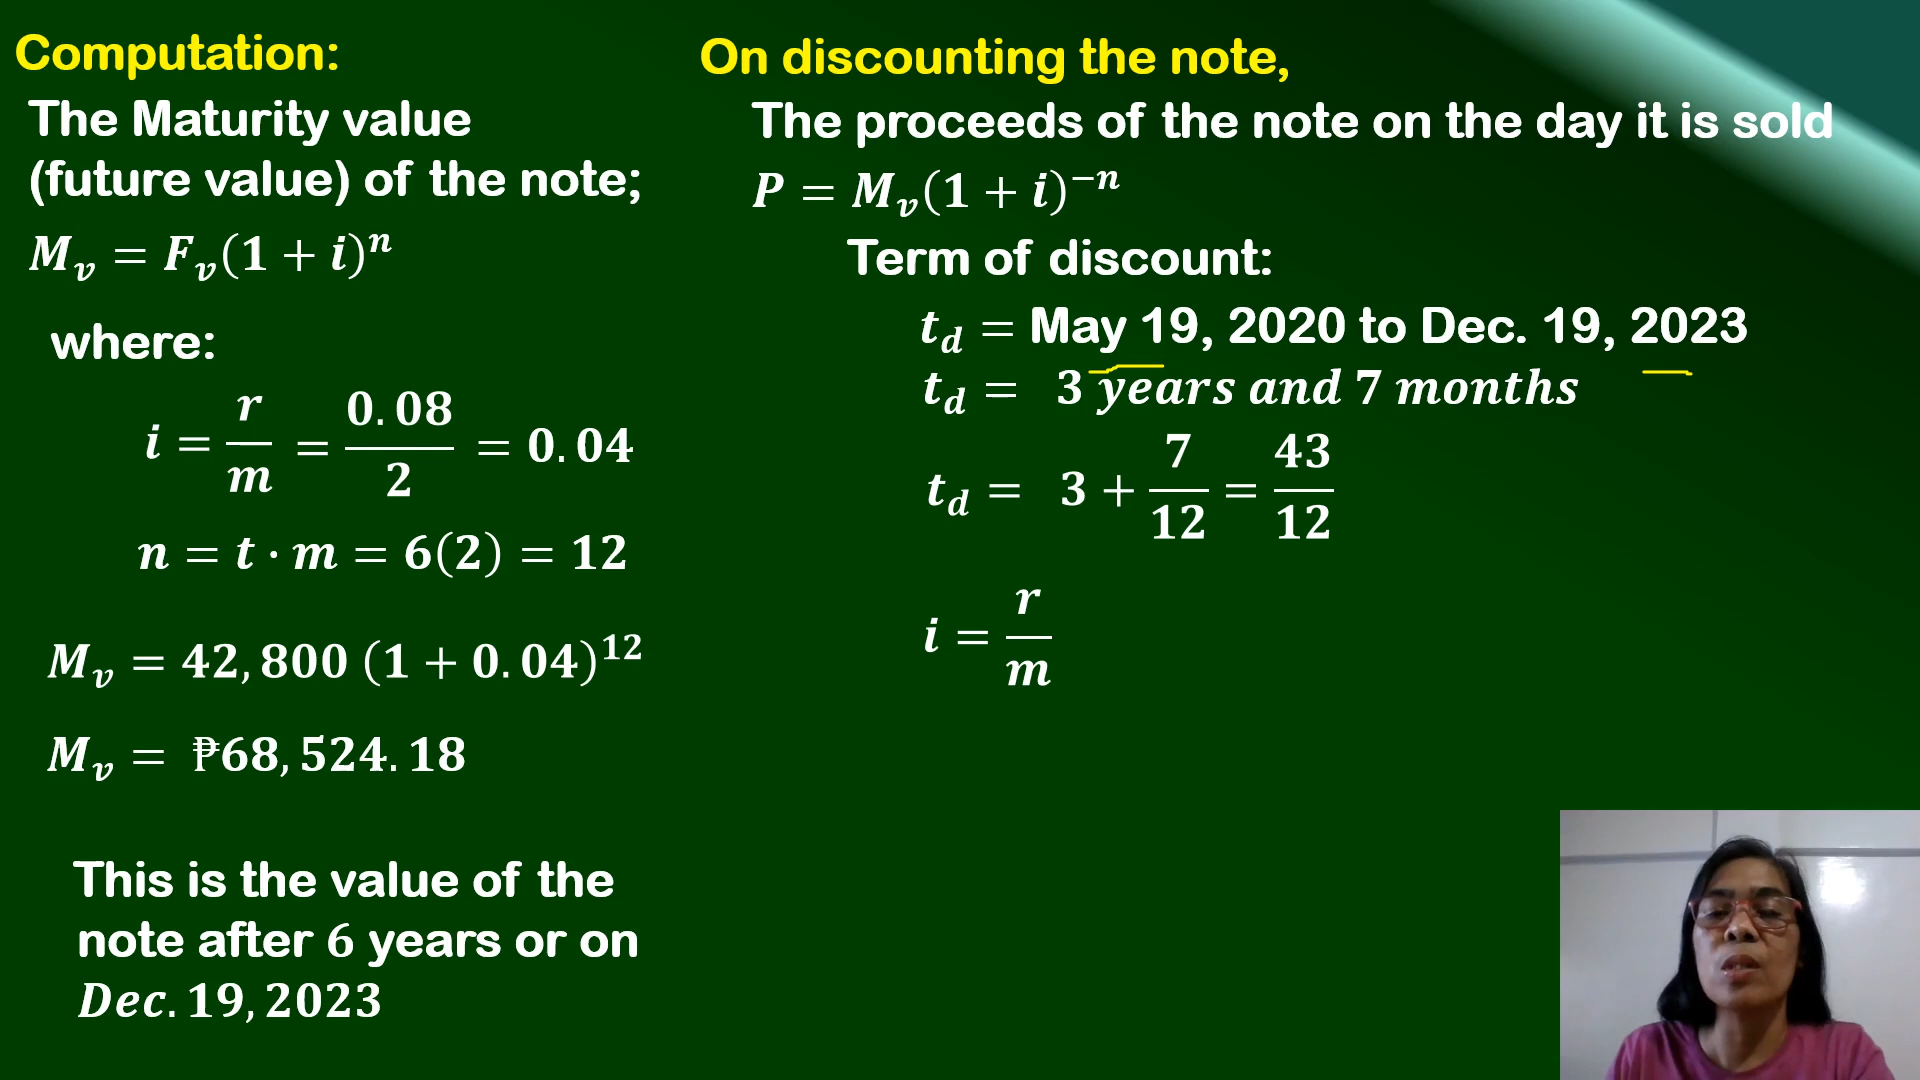 Computation:
The Maturity value
(future value) of the note;
M_v = F_v(1 + i)^n
where:
i = r/m = 0.08/2 = 0.04
n = t · m = 6(2) = 12
M_v = 42,800 (1 + 0.04)^12
M_v = ₱68,524.18
This is the value of the
note after 6 years or on
Dec. 19, 2023
On discounting the note,
The proceeds of the note on the day it is sold
P = M_v(1 + i)^−n
Term of discount:
t_d = May 19, 2020 to Dec. 19, 2023
t_d = 3 years and 7 months
t_d = 3 + 7/12 = 43/12
i = r/m